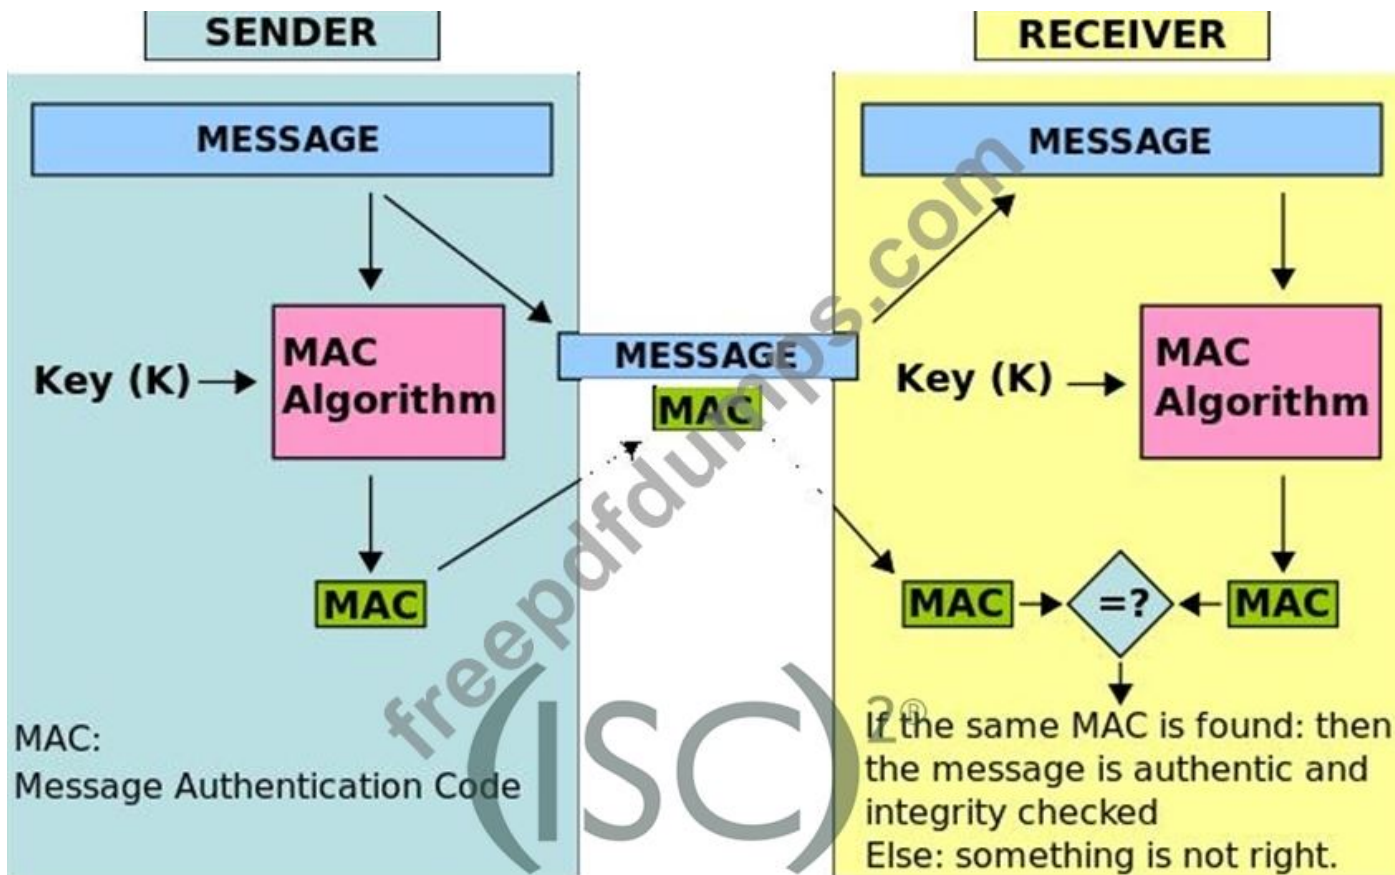 SENDER
RECEIVER
MESSAGE
MESSAGE
MESSAGE
MAC
Key (K)
MAC
Algorithm
Key (K)
MAC
Algorithm
MAC
MAC
=?
MAC
MAC:
Message Authentication Code
If the same MAC is found: then
the message is authentic and
integrity checked
Else: something is not right.
freepdfdumps.com
(ISC)2®